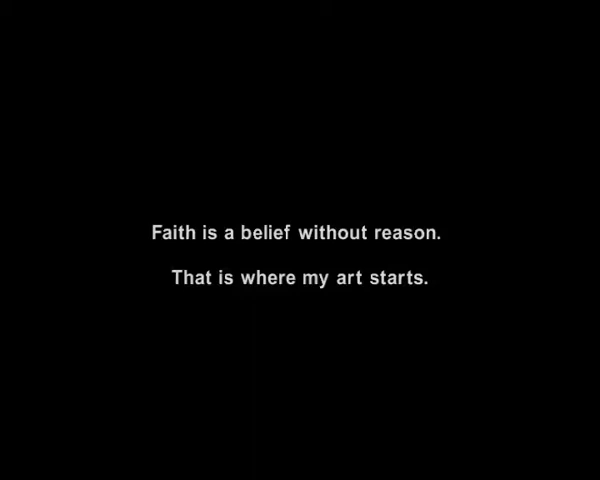 Faith is a belief without reason.
That is where my art starts.